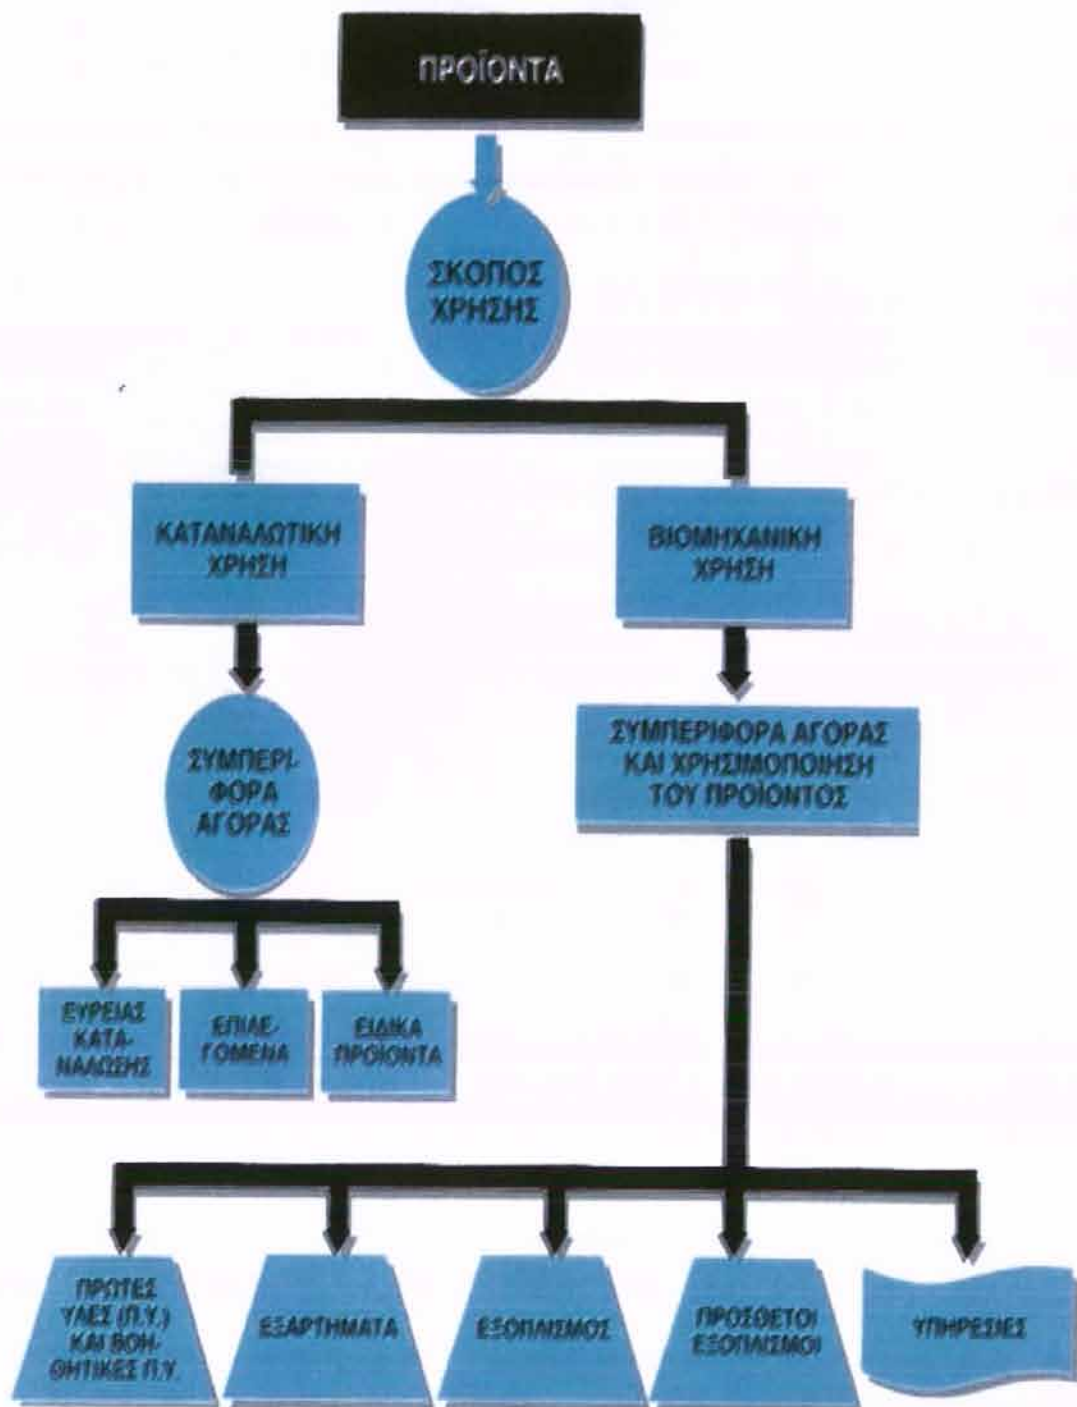 ΠΡΟΪΟΝΤΑ
ΣΚΟΠΟΣ
ΧΡΗΣΗΣ
ΚΑΤΑΝΑΛΩΤΙΚΗ
ΧΡΗΣΗ
ΒΙΟΜΗΧΑΝΙΚΗ
ΧΡΗΣΗ
ΣΥΜΠΕΡΙ-
ΦΟΡΑ
ΑΓΟΡΑΣ
ΣΥΜΠΕΡΙΦΟΡΑ ΑΓΟΡΑΣ
ΚΑΙ ΧΡΗΣΙΜΟΠΟΙΗΣΗ
ΤΟΥ ΠΡΟΪΟΝΤΟΣ
ΕΥΡΕΙΑΣ
ΚΑΤΑ-
ΝΑΛΩΣΗΣ
ΕΠΙΛΕ-
ΓΟΜΕΝΑ
ΕΙΔΙΚΑ
ΠΡΟΪΟΝΤΑ
ΠΡΩΤΕΣ
ΥΛΕΣ (Π.Υ.)
ΚΑΙ ΒΟΗ-
ΘΗΤΙΚΕΣ Π.Υ.
ΕΞΑΡΤΗΜΑΤΑ
ΕΞΟΠΛΙΣΜΟΣ
ΠΡΟΣΘΕΤΟΙ
ΕΞΟΠΛΙΣΜΟΙ
ΥΠΗΡΕΣΙΕΣ